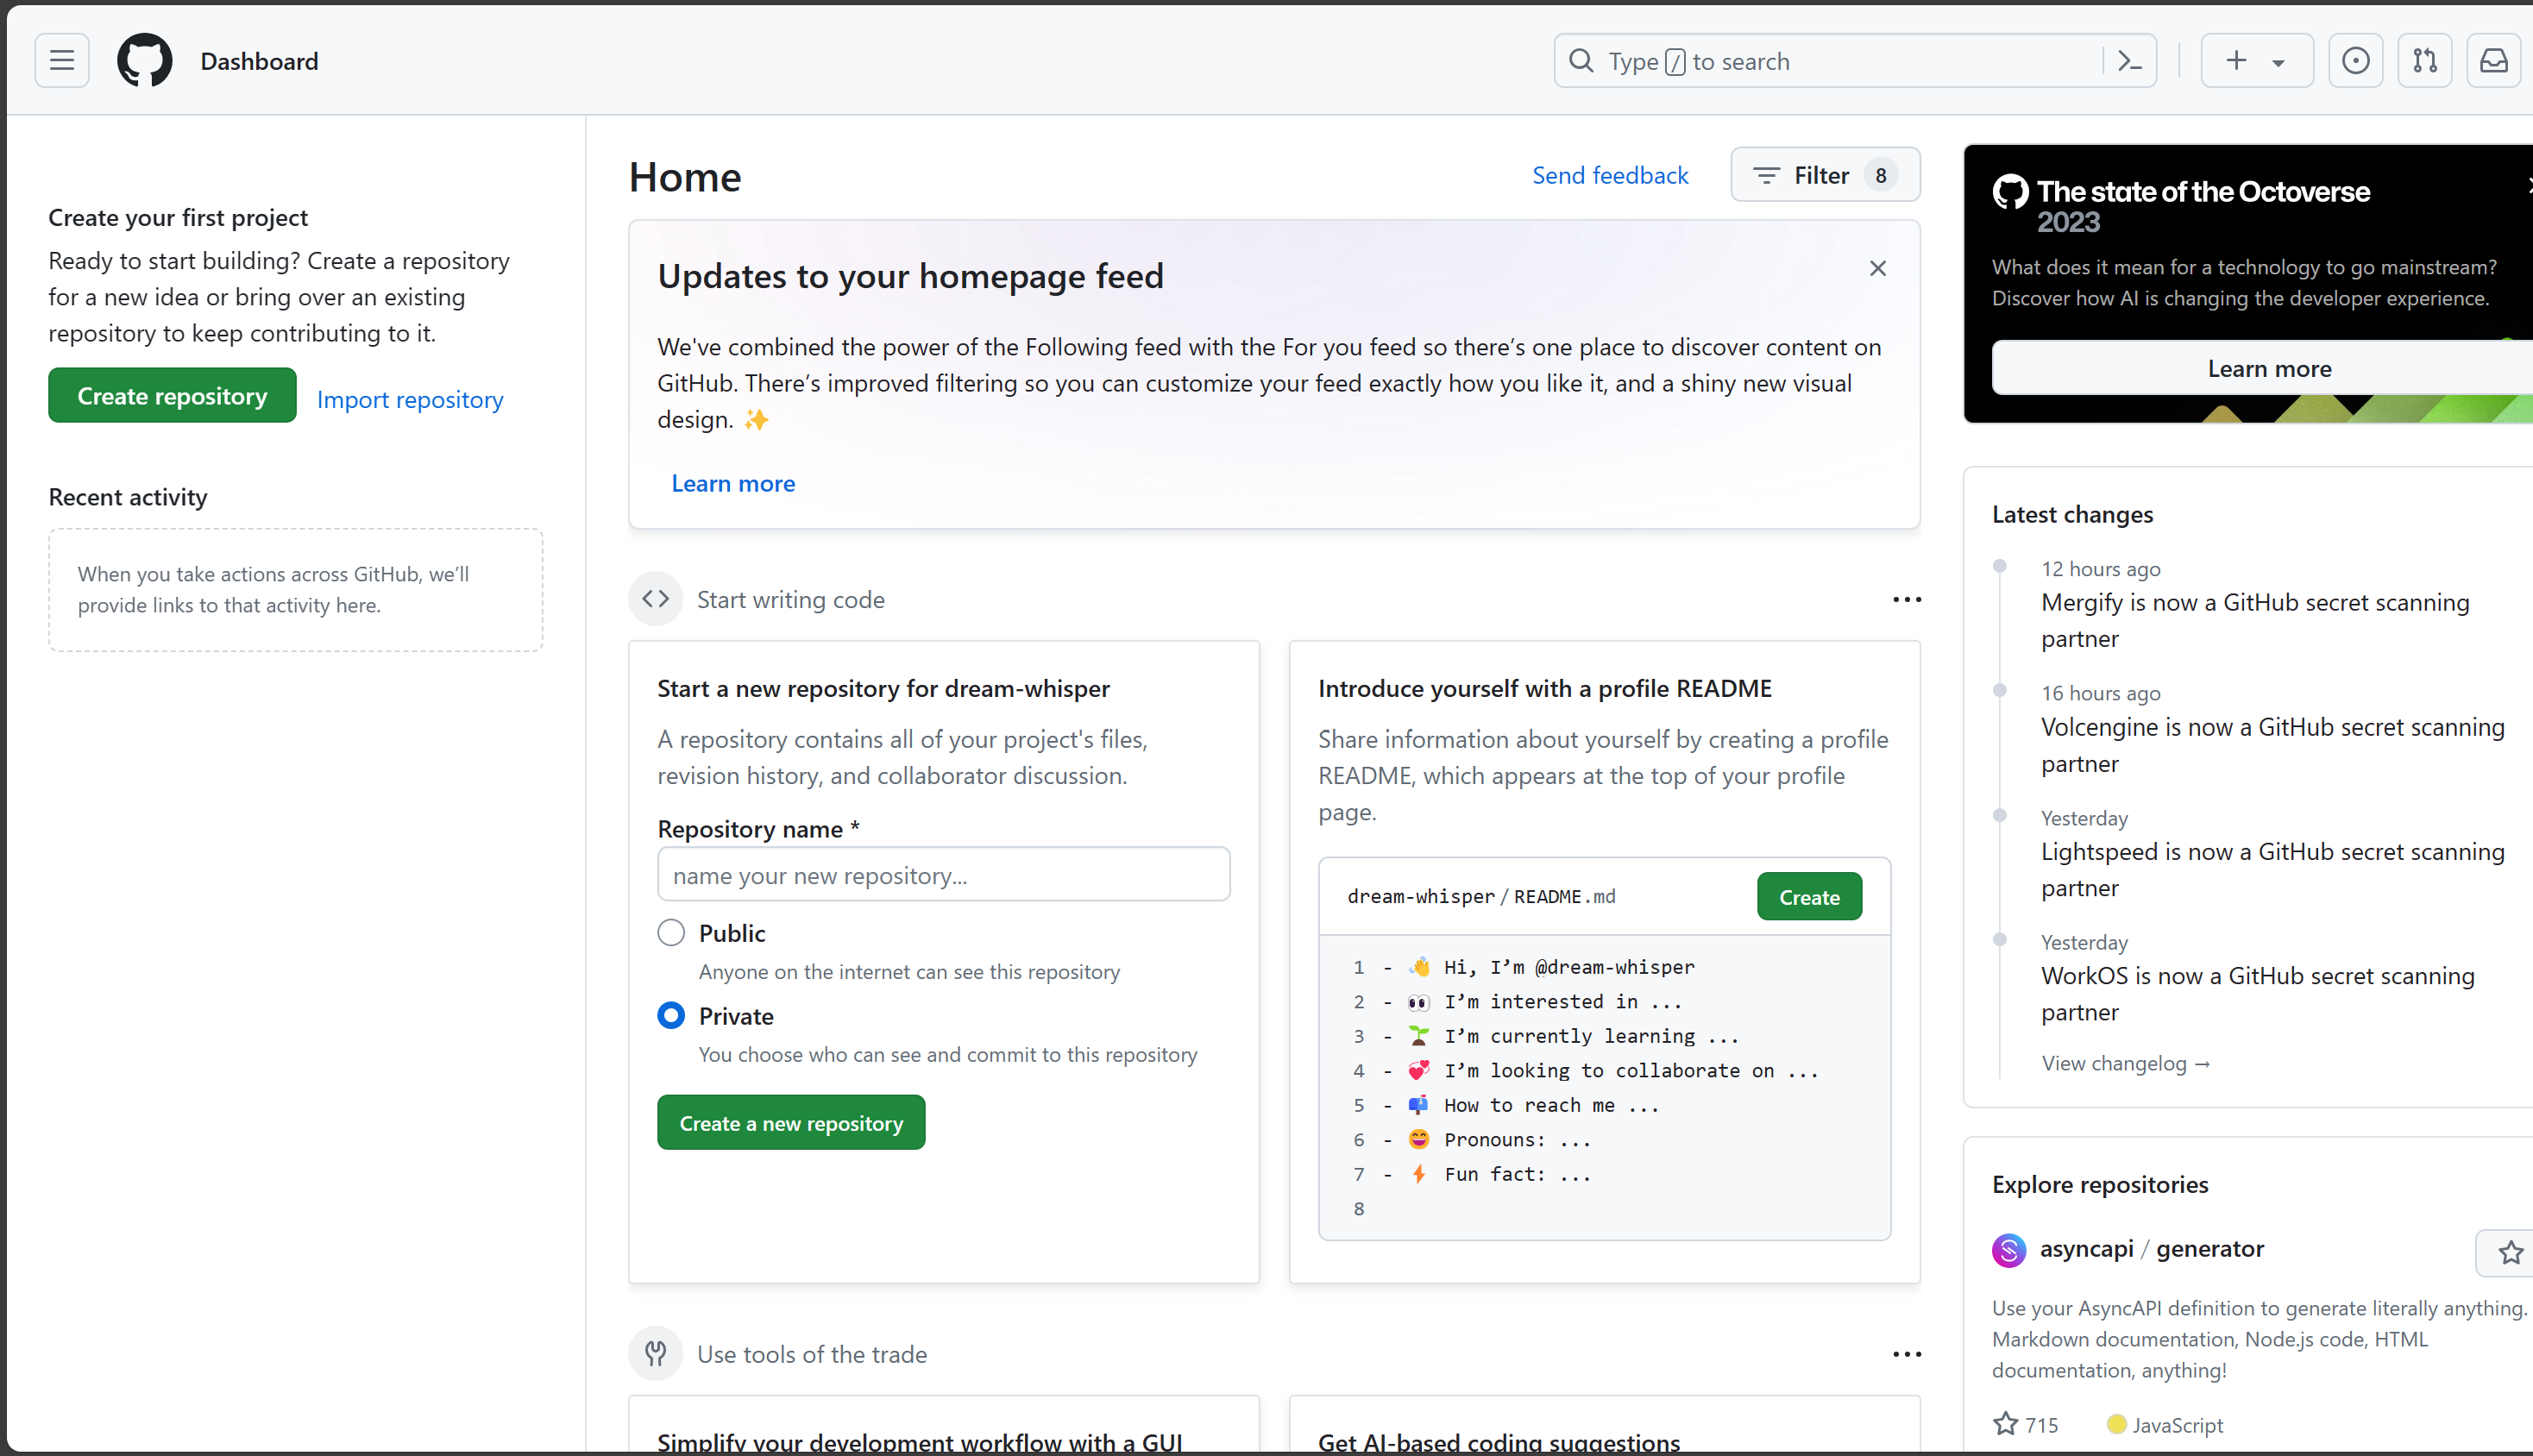 Dashboard
Type / to search
Create your first project
Ready to start building? Create a repository
for a new idea or bring over an existing
repository to keep contributing to it.
Create repository
Import repository
Recent activity
When you take actions across GitHub, we’ll
provide links to that activity here.
Home
Send feedback
Filter 8
Updates to your homepage feed
We've combined the power of the Following feed with the For you feed so there’s one place to discover content on
GitHub. There’s improved filtering so you can customize your feed exactly how you like it, and a shiny new visual
design. ✨
Learn more
Start writing code
Start a new repository for dream-whisper
A repository contains all of your project's files,
revision history, and collaborator discussion.
Repository name *
name your new repository...
Public
Anyone on the internet can see this repository
Private
You choose who can see and commit to this repository
Create a new repository
Introduce yourself with a profile README
Share information about yourself by creating a profile
README, which appears at the top of your profile
page.
dream-whisper / README.md
Create
1 - 👋 Hi, I’m @dream-whisper
2 - 👀 I’m interested in ...
3 - 🌱 I’m currently learning ...
4 - 💞️ I’m looking to collaborate on ...
5 - 📫 How to reach me ...
6 - 😄 Pronouns: ...
7 - ⚡ Fun fact: ...
8
Use tools of the trade
Simplify your development workflow with a GUI
Get AI-based coding suggestions
The state of the Octoverse
2023
What does it mean for a technology to go mainstream?
Discover how AI is changing the developer experience.
Learn more
Latest changes
12 hours ago
Mergify is now a GitHub secret scanning
partner
16 hours ago
Volcengine is now a GitHub secret scanning
partner
Yesterday
Lightspeed is now a GitHub secret scanning
partner
Yesterday
WorkOS is now a GitHub secret scanning
partner
View changelog →
Explore repositories
asyncapi / generator
Use your AsyncAPI definition to generate literally anything.
Markdown documentation, Node.js code, HTML
documentation, anything!
715
JavaScript